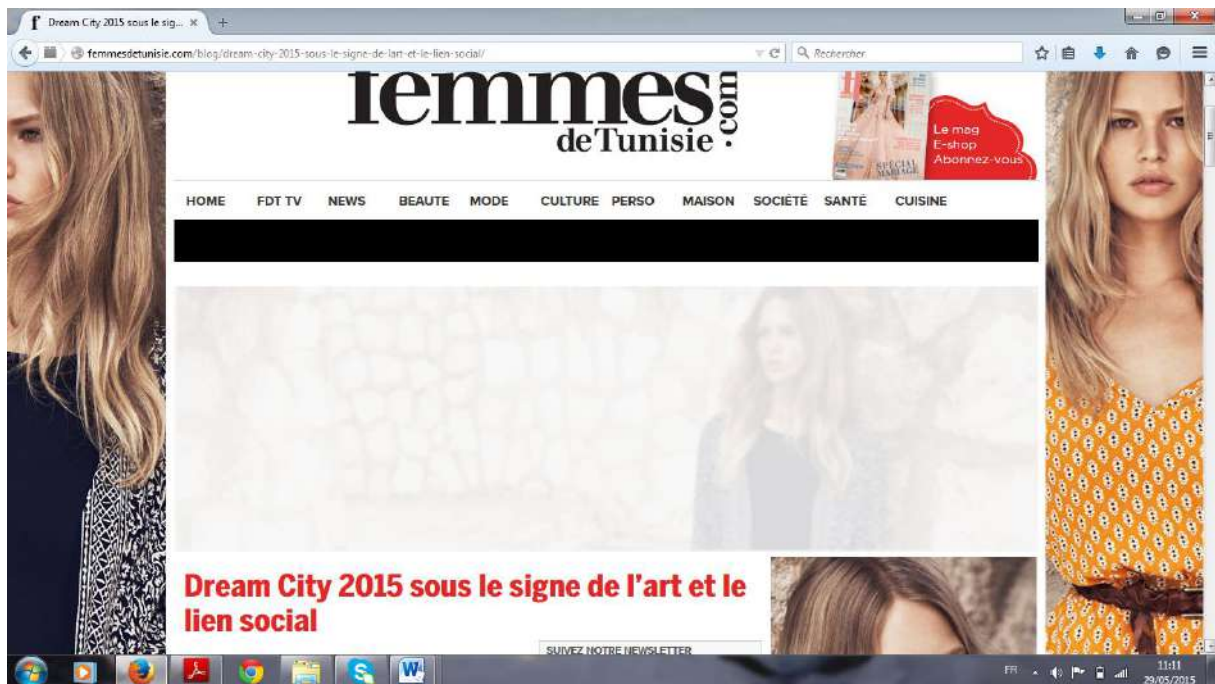 Dream City 2015 sous le sig...
femmesdetunisie.com/blog/dream-city-2015-sous-le-signe-de-lart-et-le-lien-social/
Rechercher
femmes
.com
de Tunisie
Le mag
E-shop
Abonnez-vous
SPÉCIAL
MARIAGE
HOME FDT TV NEWS BEAUTE MODE CULTURE PERSO MAISON SOCIÉTÉ SANTÉ CUISINE
Dream City 2015 sous le signe de l'art et le
lien social
SUIVEZ NOTRE NEWSLETTER
FR
11:11
29/05/2015